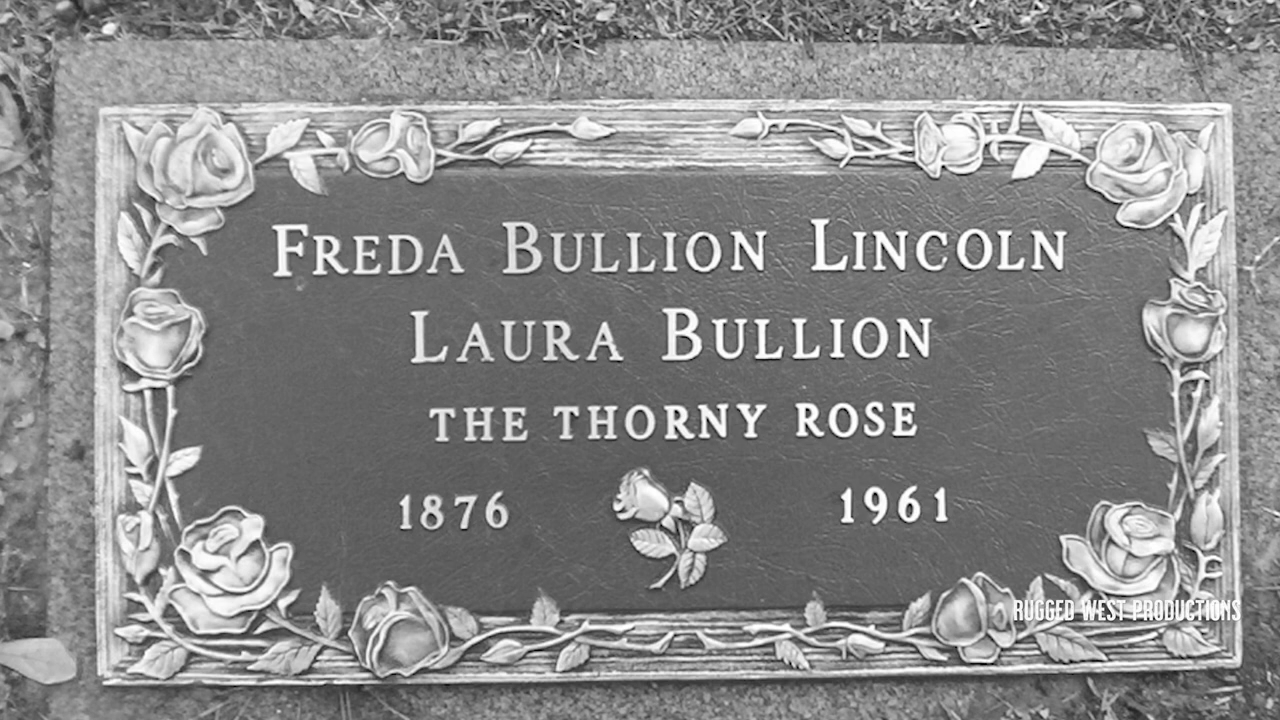 FREDA BULLION LINCOLN
LAURA BULLION
THE THORNY ROSE
1876 1961
RUGGED WEST PRODUCTIONS